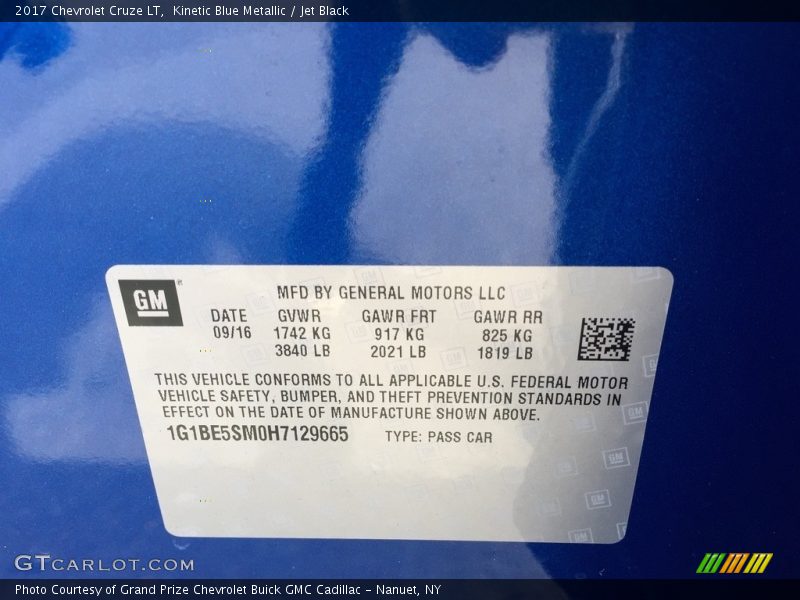 2017 Chevrolet Cruze LT, Kinetic Blue Metallic / Jet Black
GM
MFD BY GENERAL MOTORS LLC
DATE GVWR GAWR FRT GAWR RR
09/16 1742 KG 917 KG 825 KG
3840 LB 2021 LB 1819 LB
THIS VEHICLE CONFORMS TO ALL APPLICABLE U.S. FEDERAL MOTOR
VEHICLE SAFETY, BUMPER, AND THEFT PREVENTION STANDARDS IN
EFFECT ON THE DATE OF MANUFACTURE SHOWN ABOVE.
1G1BE5SM0H7129665 TYPE: PASS CAR
GTCARLOT.COM
Photo Courtesy of Grand Prize Chevrolet Buick GMC Cadillac - Nanuet, NY